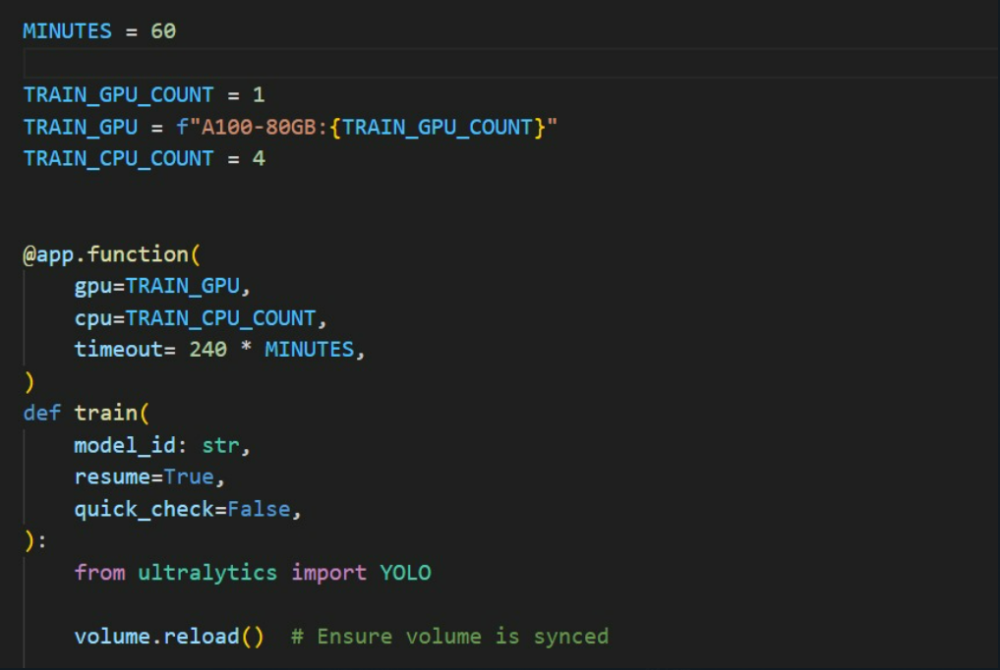 MINUTES = 60
TRAIN_GPU_COUNT = 1
TRAIN_GPU = f"A100-80GB:{TRAIN_GPU_COUNT}"
TRAIN_CPU_COUNT = 4
@app.function(
    gpu=TRAIN_GPU,
    cpu=TRAIN_CPU_COUNT,
    timeout= 240 * MINUTES,
)
def train(
    model_id: str,
    resume=True,
    quick_check=False,
):
    from ultralytics import YOLO
    volume.reload()  # Ensure volume is synced